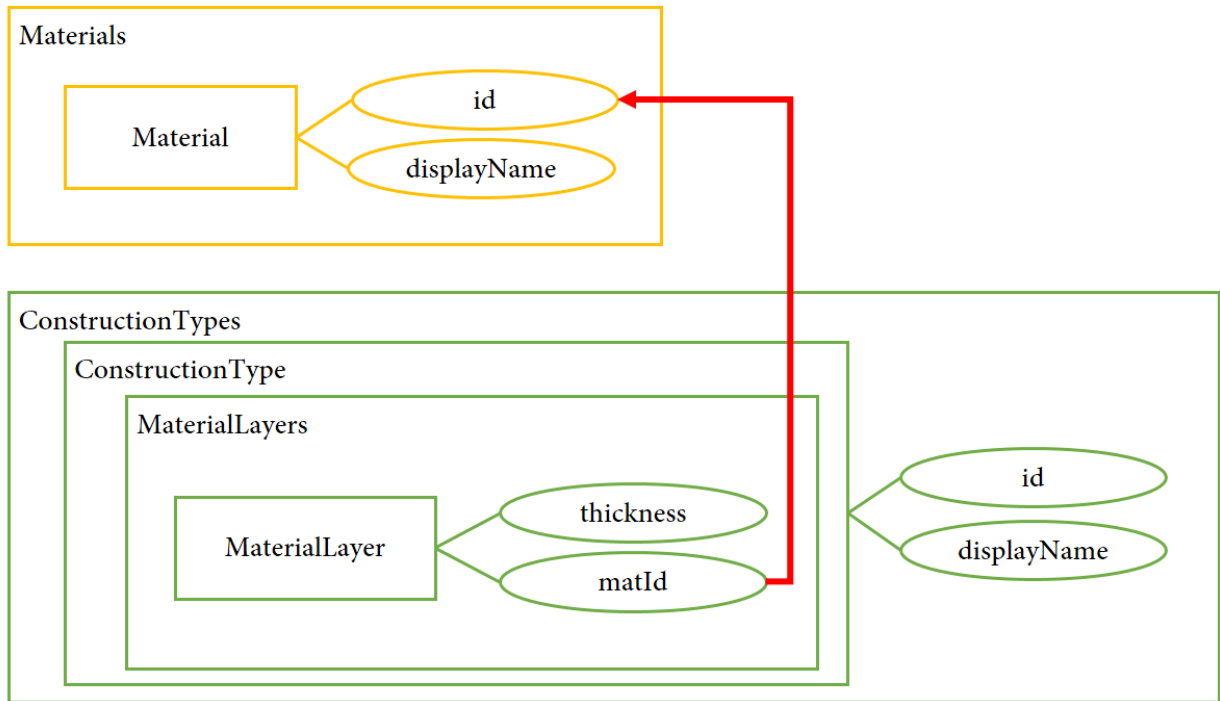 Materials
Material
id
displayName
ConstructionTypes
ConstructionType
MaterialLayers
MaterialLayer
thickness
matId
id
displayName